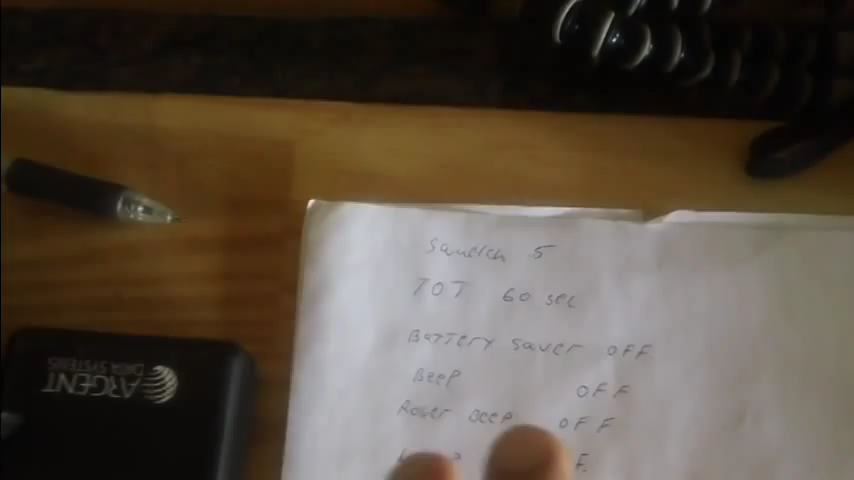 Squelch 5
TOT 60 sec
Battery Saver OFF
Beep OFF
Roger Beep OFF
ARGENT
DATA SYSTEMS